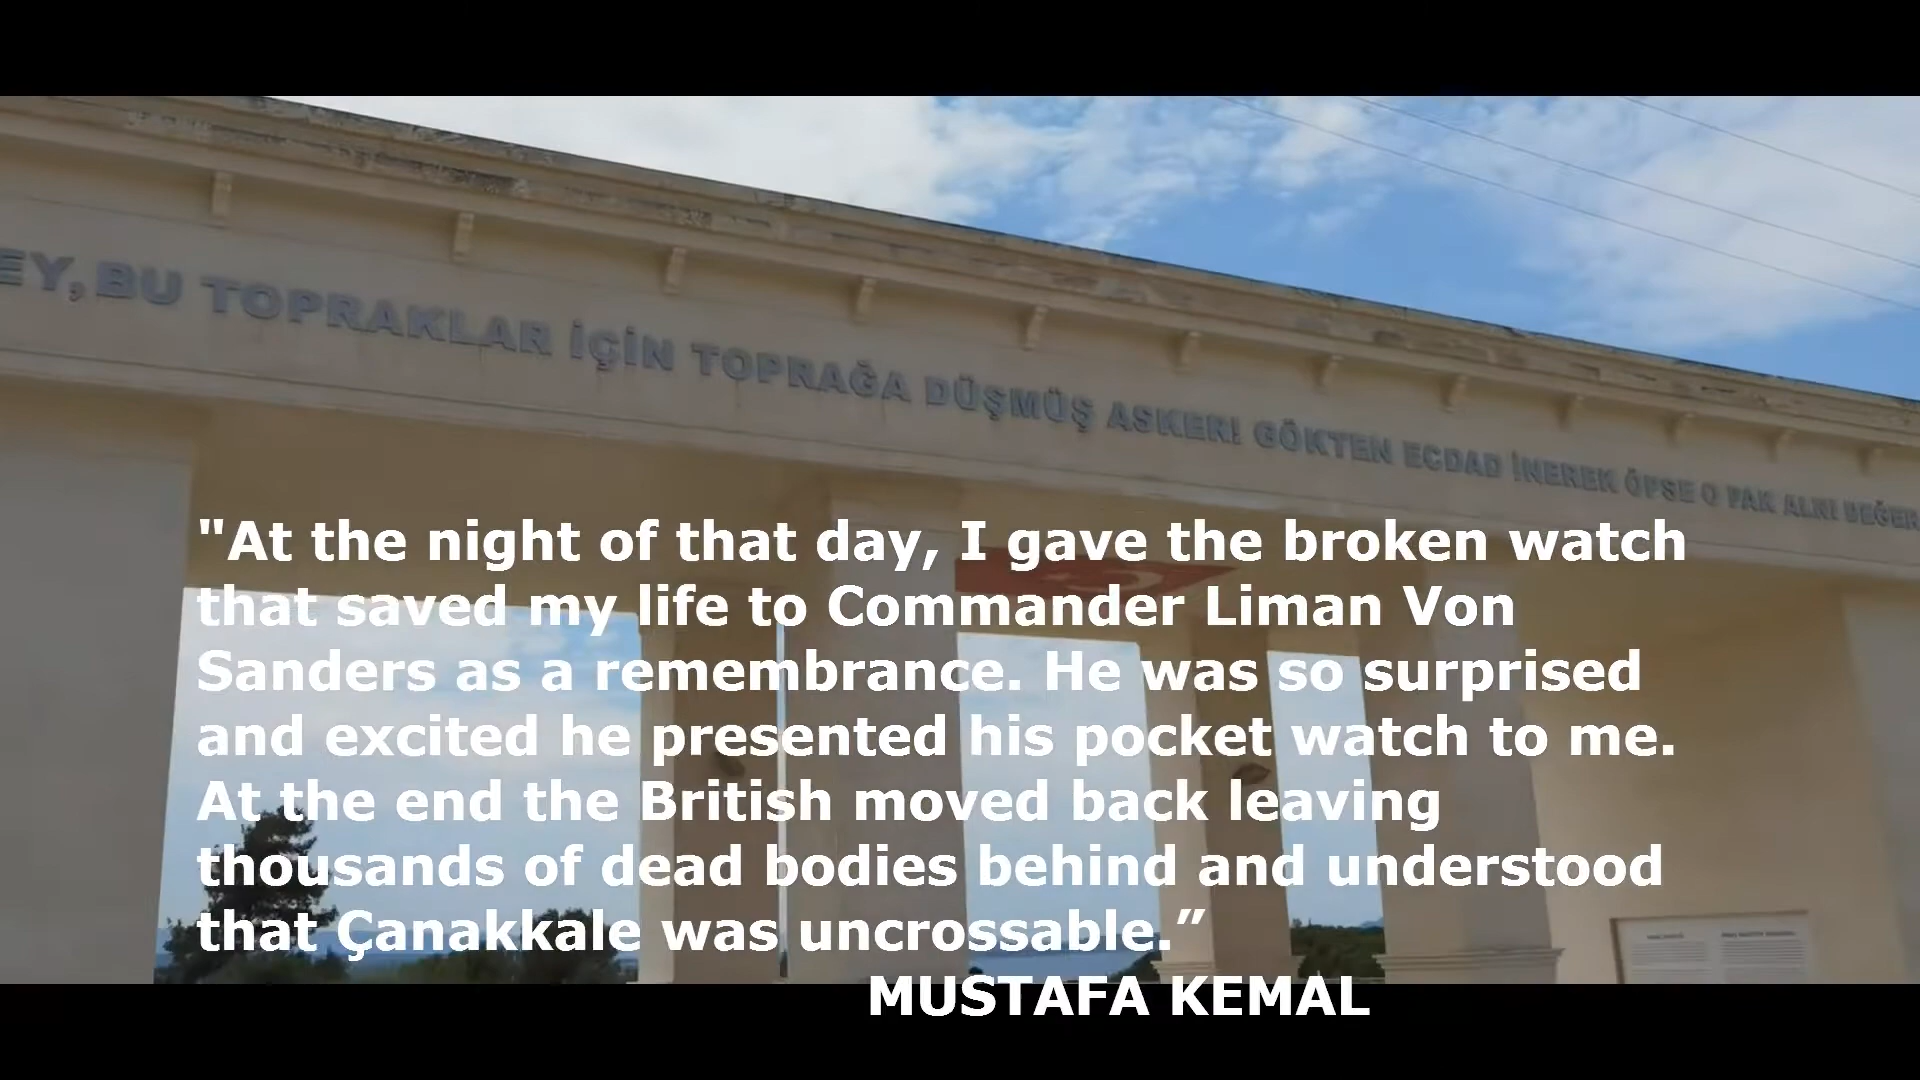 EY, BU TOPRAKLAR İÇİN TOPRAĞA DÜŞMÜŞ ASKER! GÖKTEN ECDAD İNEREK ÖPSE O PAK ALNI DEĞER
"At the night of that day, I gave the broken watch
that saved my life to Commander Liman Von
Sanders as a remembrance. He was so surprised
and excited he presented his pocket watch to me.
At the end the British moved back leaving
thousands of dead bodies behind and understood
that Çanakkale was uncrossable.”
MUSTAFA KEMAL